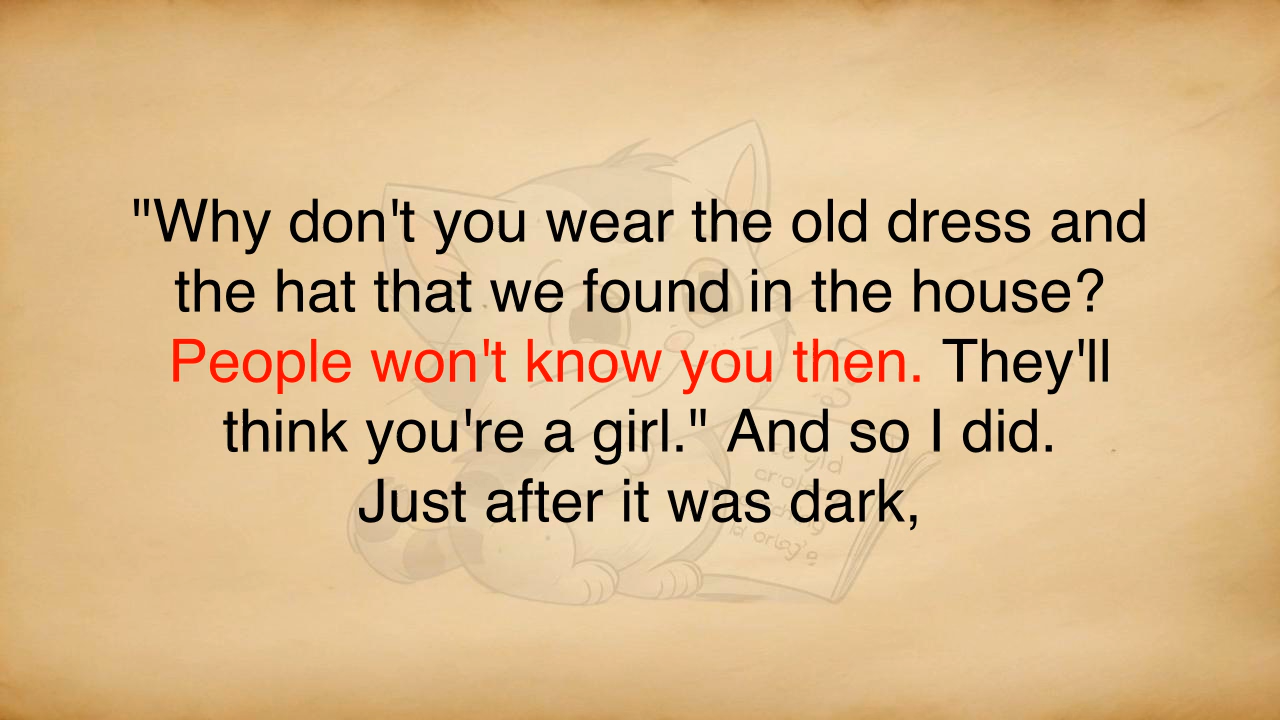 "Why don't you wear the old dress and
the hat that we found in the house?
People won't know you then. They'll
think you're a girl." And so I did.
Just after it was dark,